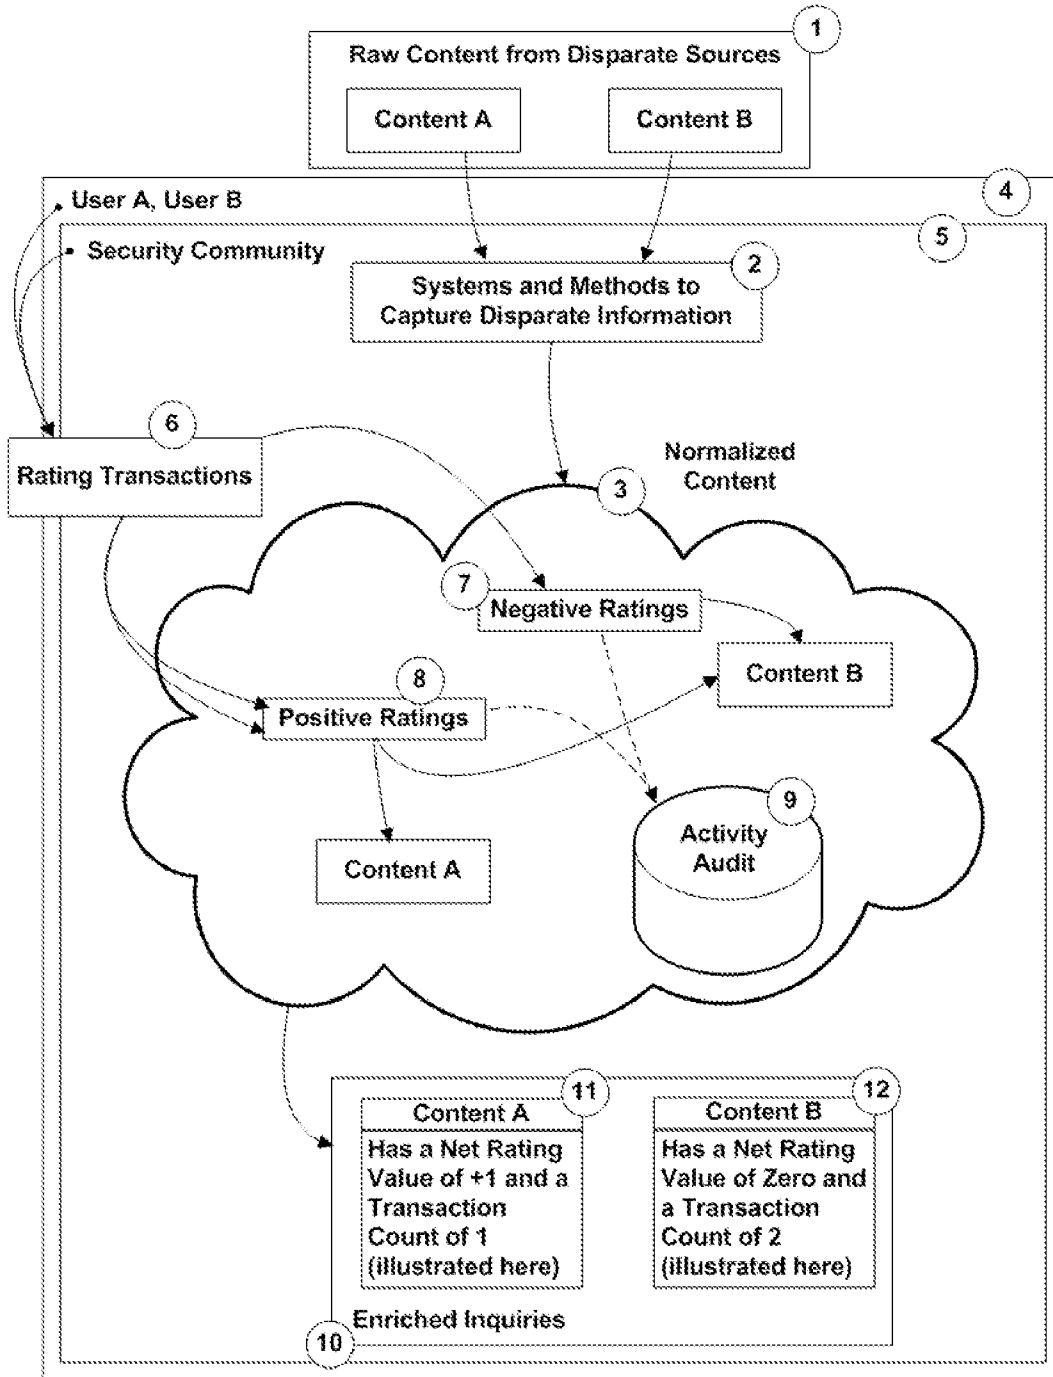 1
Raw Content from Disparate Sources
Content A
Content B
4
User A, User B
5
Security Community
2
Systems and Methods to
Capture Disparate Information
6
Rating Transactions
Normalized
Content
3
7
Negative Ratings
Content B
8
Positive Ratings
9
Activity
Audit
Content A
11
Content A
Has a Net Rating
Value of +1 and a
Transaction
Count of 1
(illustrated here)
12
Content B
Has a Net Rating
Value of Zero and
a Transaction
Count of 2
(illustrated here)
Enriched Inquiries
10